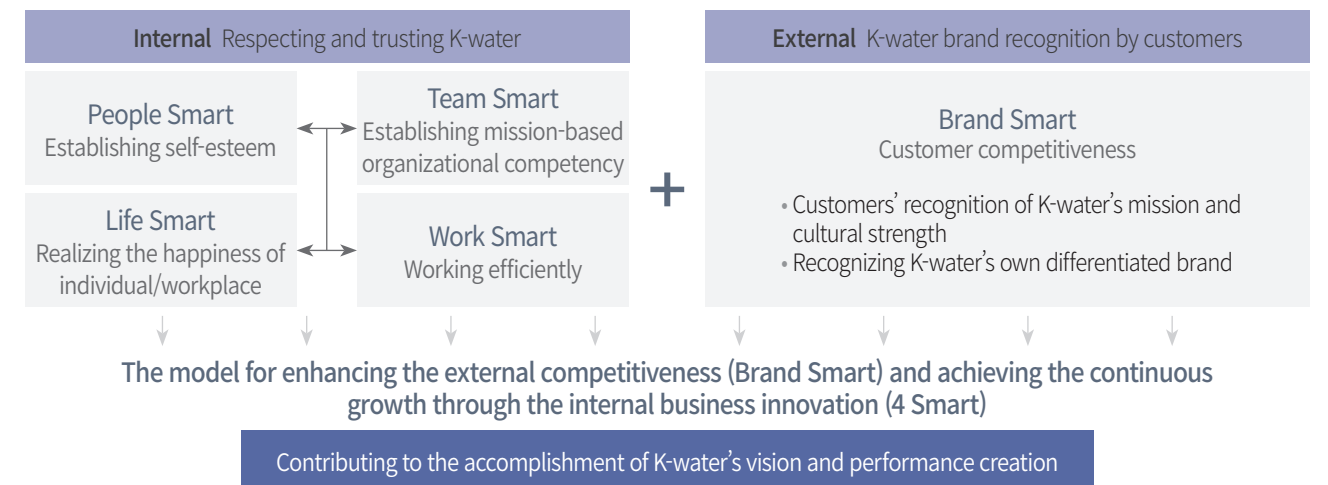 Internal Respecting and trusting K-water
People Smart
Establishing self-esteem
Team Smart
Establishing mission-based
organizational competency
Life Smart
Realizing the happiness of
individual/workplace
Work Smart
Working efficiently
+
External K-water brand recognition by customers
Brand Smart
Customer competitiveness
• Customers’ recognition of K-water’s mission and
cultural strength
• Recognizing K-water’s own differentiated brand
The model for enhancing the external competitiveness (Brand Smart) and achieving the continuous
growth through the internal business innovation (4 Smart)
Contributing to the accomplishment of K-water’s vision and performance creation